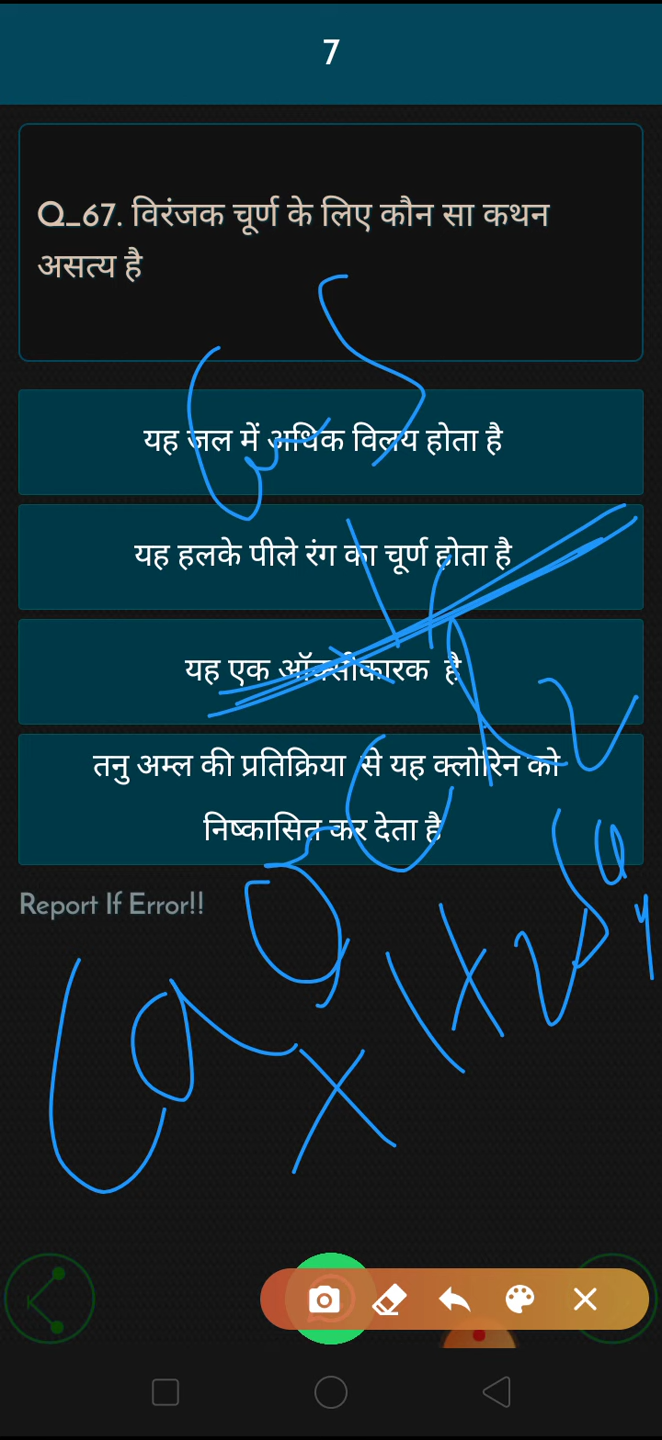 7
Q_67. विरंजक चूर्ण के लिए कौन सा कथन
असत्य है
यह जल में अधिक विलय होता है
यह हलके पीले रंग का चूर्ण होता है
यह एक ऑक्सीकारक है
तनु अम्ल की प्रतिक्रिया से यह क्लोरिन को
निष्कासित कर देता है
Report If Error!!